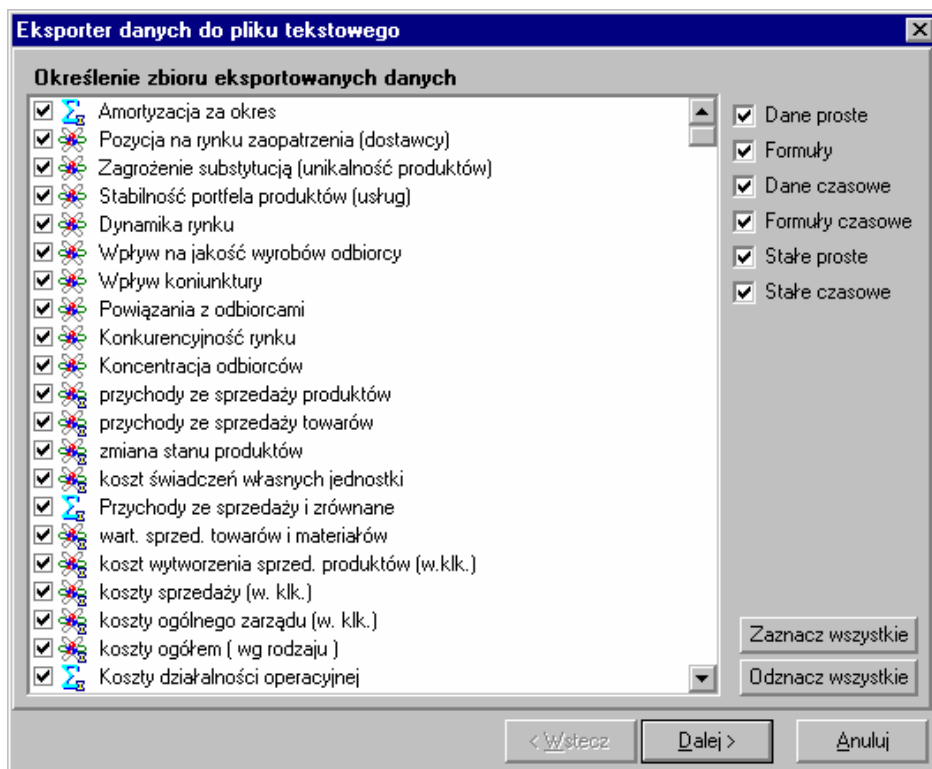 Eksporter danych do pliku tekstowego
Określenie zbioru eksportowanych danych
Amortyzacja za okres
Pozycja na rynku zaopatrzenia (dostawcy)
Zagrożenie substytucją (unikalność produktów)
Stabilność portfela produktów (usług)
Dynamika rynku
Wpływ na jakość wyrobów odbiorcy
Wpływ koniunktury
Powiązania z odbiorcami
Konkurencyjność rynku
Koncentracja odbiorców
przychody ze sprzedaży produktów
przychody ze sprzedaży towarów
zmiana stanu produktów
koszt świadczeń własnych jednostki
Przychody ze sprzedaży i zrównane
wart. sprzed. towarów i materiałów
koszt wytworzenia sprzed. produktów (w.klk.)
koszty sprzedaży (w. klk.)
koszty ogólnego zarządu (w. klk.)
koszty ogółem ( wg rodzaju )
Koszty działalności operacyjnej
Dane proste
Formuły
Dane czasowe
Formuły czasowe
Stałe proste
Stałe czasowe
Zaznacz wszystkie
Odznacz wszystkie
< Wstecz
Dalej >
Anuluj